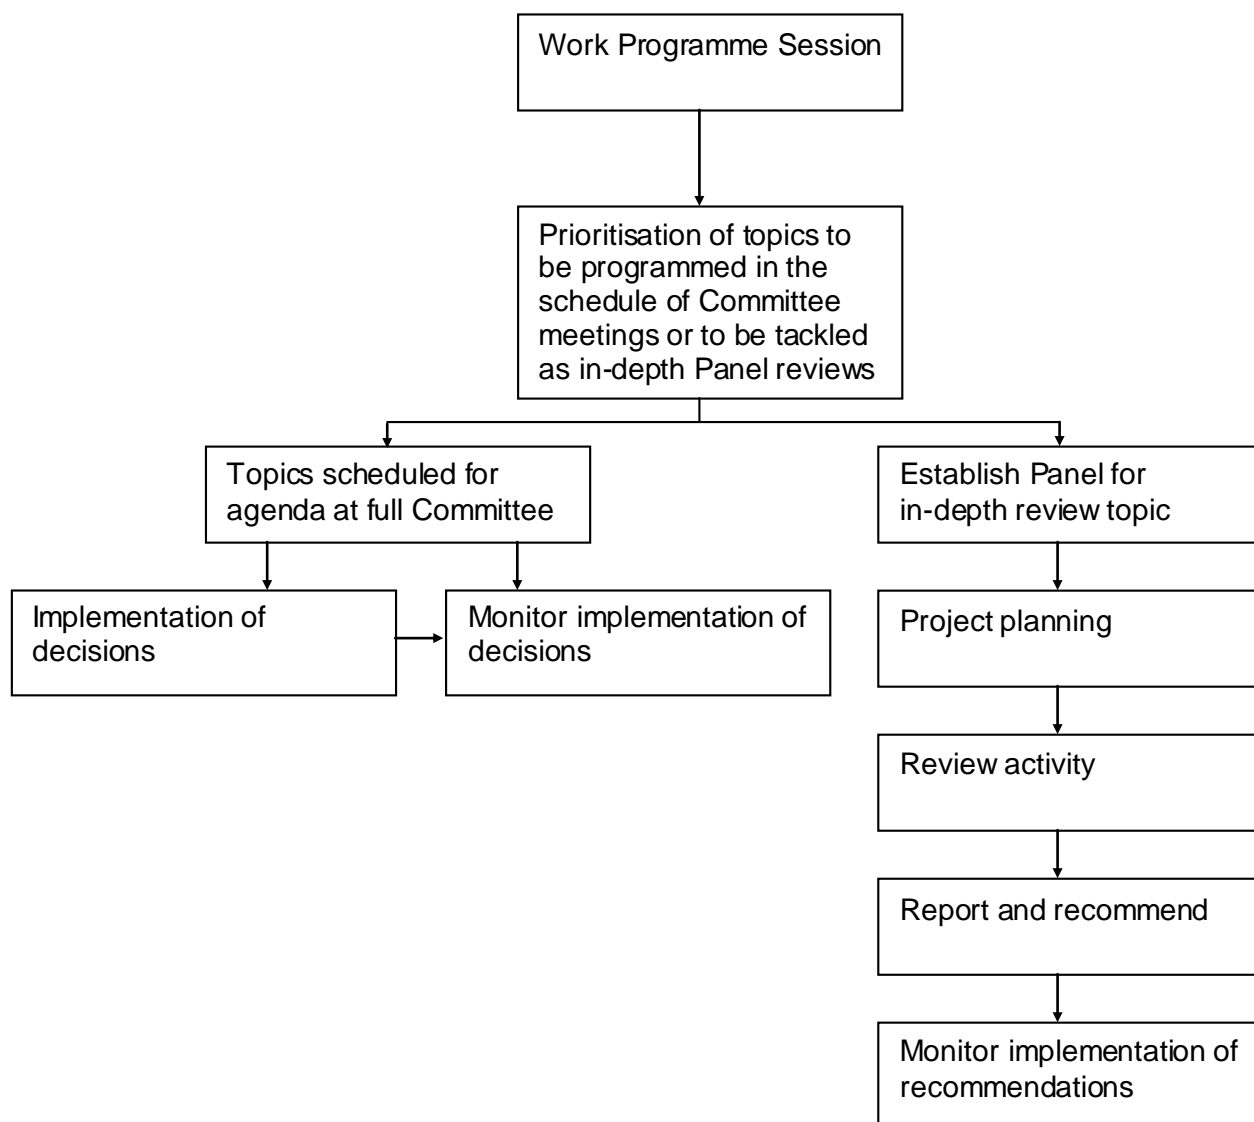 Work Programme Session
Prioritisation of topics to
be programmed in the
schedule of Committee
meetings or to be tackled
as in-depth Panel reviews
Topics scheduled for
agenda at full Committee
Establish Panel for
in-depth review topic
Implementation of
decisions
Monitor implementation of
decisions
Project planning
Review activity
Report and recommend
Monitor implementation of
recommendations